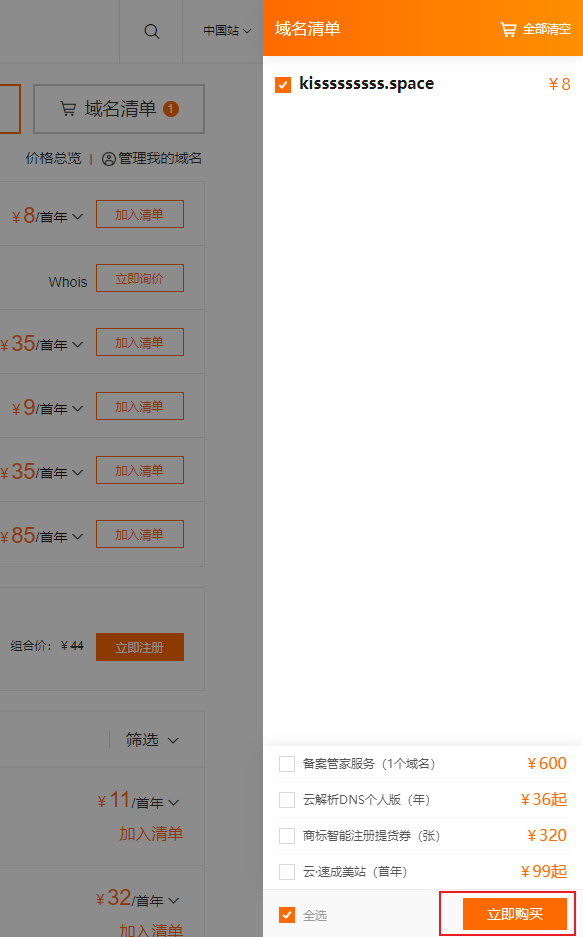 中国站
域名清单 1
价格总览 | 管理我的域名
¥8/首年 加入清单
Whois 立即询价
¥35/首年 加入清单
¥9/首年 加入清单
¥35/首年 加入清单
¥85/首年 加入清单
组合价: ¥44 立即注册
筛选
¥11/首年
加入清单
¥32/首年
加入清单
域名清单 全部清空
kisssssssss.space ¥8
备案管家服务（1个域名） ¥600
云解析DNS个人版（年） ¥36起
商标智能注册提货券（张） ¥320
云·速成美站（首年） ¥99起
全选 立即购买